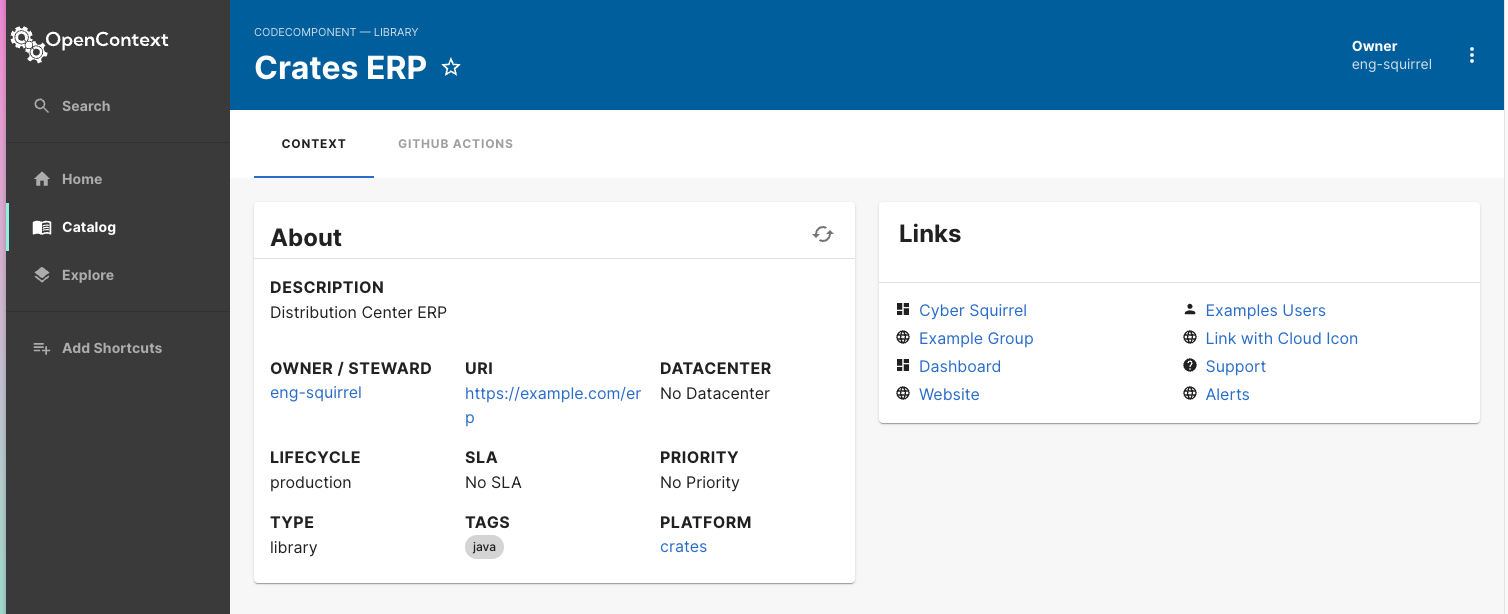 OpenContext
Search
Home
Catalog
Explore
Add Shortcuts
CODECOMPONENT — LIBRARY
Crates ERP
Owner
eng-squirrel
CONTEXT
GITHUB ACTIONS
About
DESCRIPTION
Distribution Center ERP
OWNER / STEWARD
eng-squirrel
URI
https://example.com/er
p
DATACENTER
No Datacenter
LIFECYCLE
production
SLA
No SLA
PRIORITY
No Priority
TYPE
library
TAGS
java
PLATFORM
crates
Links
Cyber Squirrel
Example Group
Dashboard
Website
Examples Users
Link with Cloud Icon
Support
Alerts